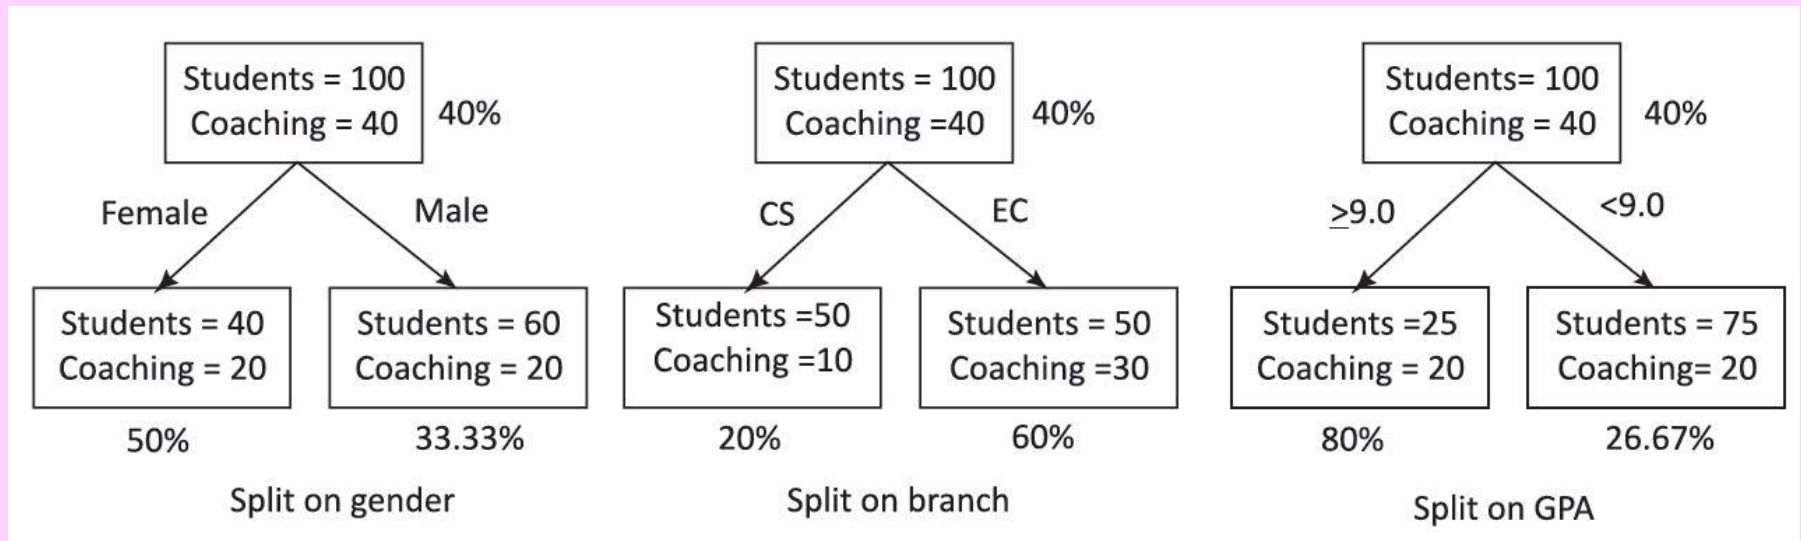 Students = 100
Coaching = 40
40%
Female
Male
Students = 40
Coaching = 20
Students = 60
Coaching = 20
50%
33.33%
Split on gender
Students = 100
Coaching =40
40%
CS
EC
Students =50
Coaching =10
Students = 50
Coaching =30
20%
60%
Split on branch
Students= 100
Coaching = 40
40%
≥9.0
<9.0
Students =25
Coaching = 20
Students = 75
Coaching= 20
80%
26.67%
Split on GPA